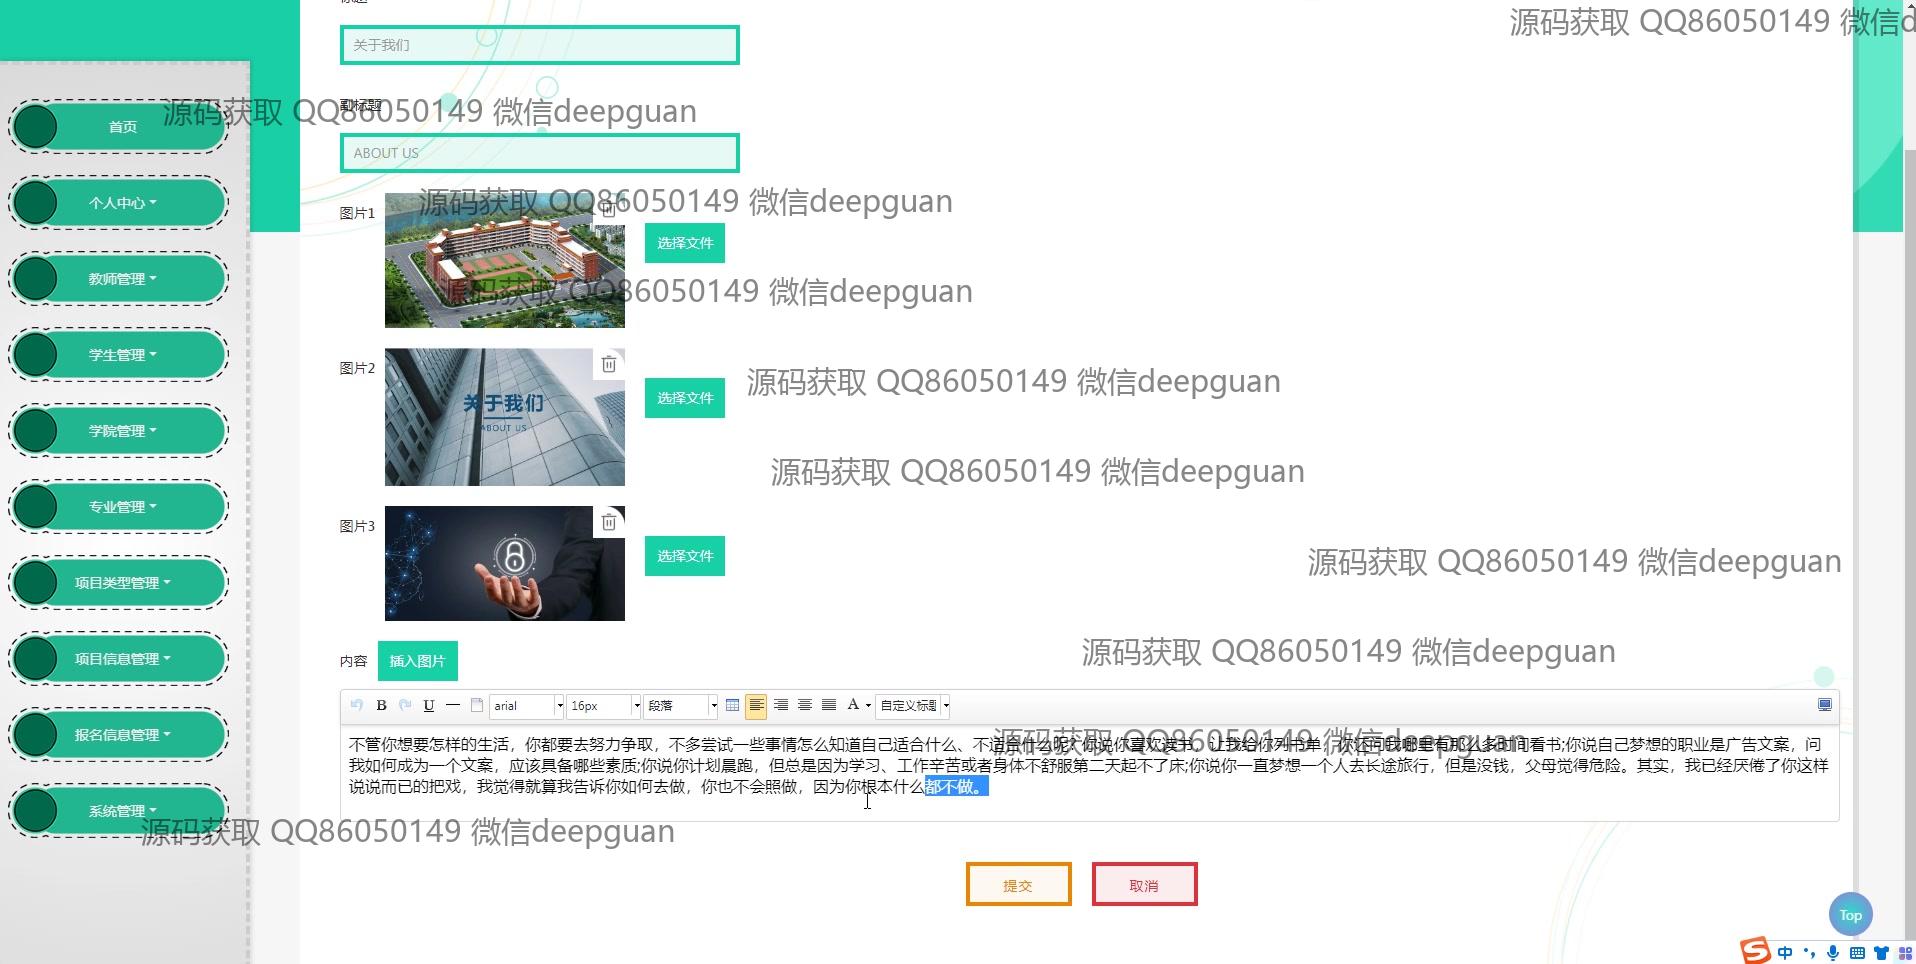 源码获取 QQ86050149 微信d
关于我们
副标题
源码获取 QQ86050149 微信deepguan
首页
ABOUT US
个人中心
源码获取 QQ86050149 微信deepguan
图片1
选择文件
教师管理
源码获取 QQ86050149 微信deepguan
学生管理
图片2
关于我们
ABOUT US
选择文件
源码获取 QQ86050149 微信deepguan
学院管理
源码获取 QQ86050149 微信deepguan
专业管理
图片3
选择文件
源码获取 QQ86050149 微信deepguan
项目类型管理
项目信息管理
内容 插入图片
源码获取 QQ86050149 微信deepguan
B U arial 16px 段落 A 自定义标题
报名信息管理
源码获取 QQ86050149 微信deepguan
不管你想要怎样的生活，你都要去努力争取，不多尝试一些事情怎么知道自己适合什么、不适合什么呢?你说你喜欢读书，让我给你列书单，你还问我哪里有那么多时间看书;你说自己梦想的职业是广告文案，问
我如何成为一个文案，应该具备哪些素质;你说你计划晨跑，但总是因为学习、工作辛苦或者身体不舒服第二天起不了床;你说你一直梦想一个人去长途旅行，但是没钱，父母觉得危险。其实，我已经厌倦了你这样
说说而已的把戏，我觉得就算我告诉你如何去做，你也不会照做，因为你根本什么都不做。
系统管理
源码获取 QQ86050149 微信deepguan
提交 取消
Top
中